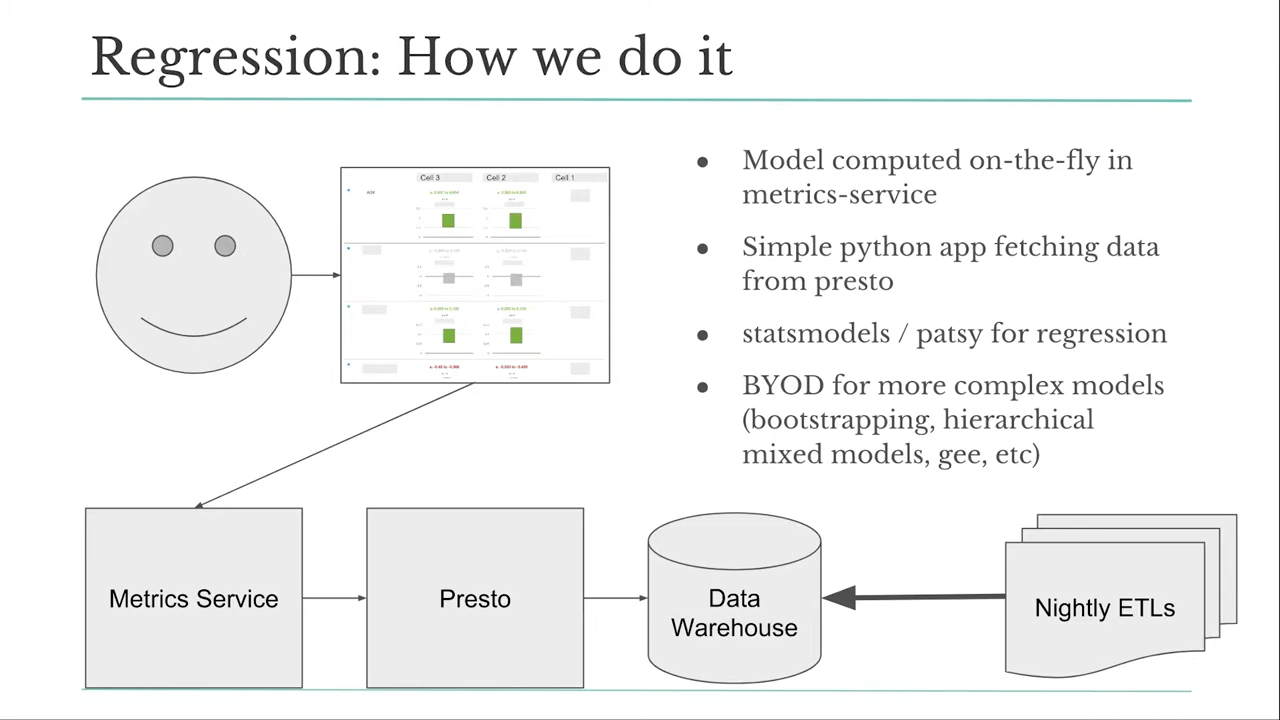 Regression: How we do it
● Model computed on-the-fly in
metrics-service
● Simple python app fetching data
from presto
● statsmodels / patsy for regression
● BYOD for more complex models
(bootstrapping, hierarchical
mixed models, gee, etc)
Cell 3 Cell 2 Cell 1
Metrics Service
Presto
Data
Warehouse
Nightly ETLs